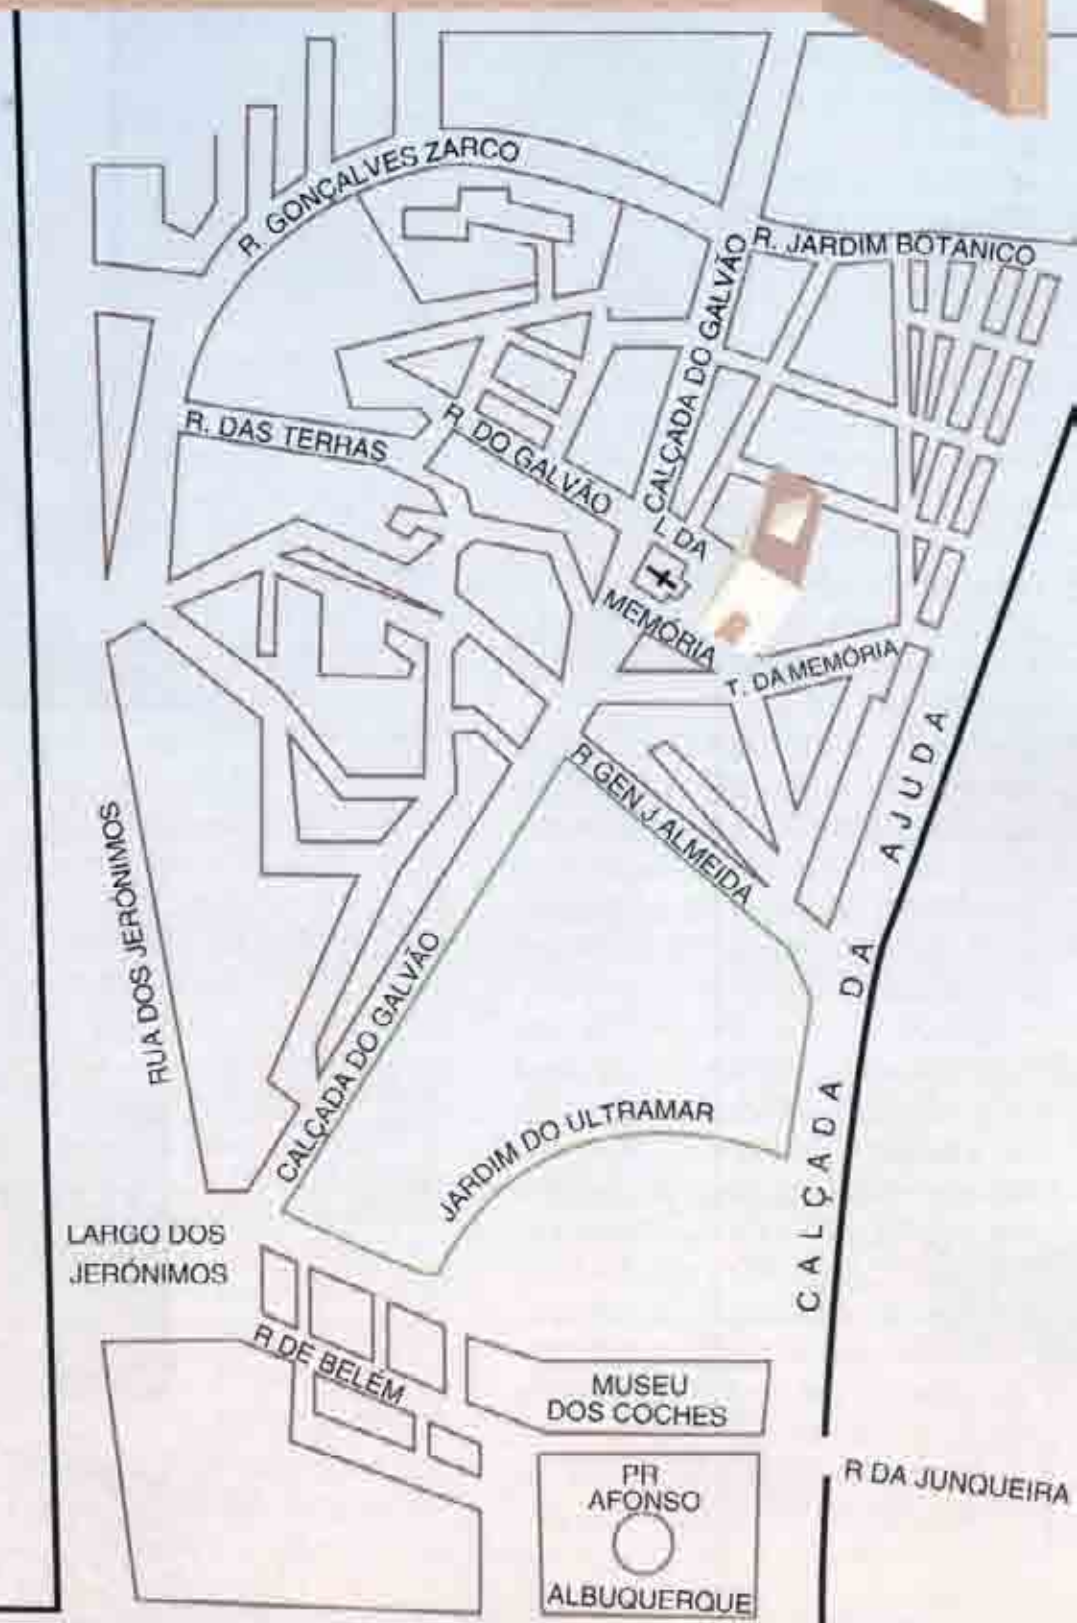 R. GONÇALVES ZARCO
R. JARDIM BOTANICO
CALÇADA DO GALVÃO
R. DAS TERRAS
R. DO GALVÃO
L. DA
MEMÓRIA
T. DA MEMÓRIA
R GEN J ALMEIDA
CALÇADA DA AJUDA
RUA DOS JERÓNIMOS
CALÇADA DO GALVÃO
JARDIM DO ULTRAMAR
LARGO DOS
JERÓNIMOS
R DE BELEM
MUSEU
DOS COCHES
PR
AFONSO
ALBUQUERQUE
R DA JUNQUEIRA